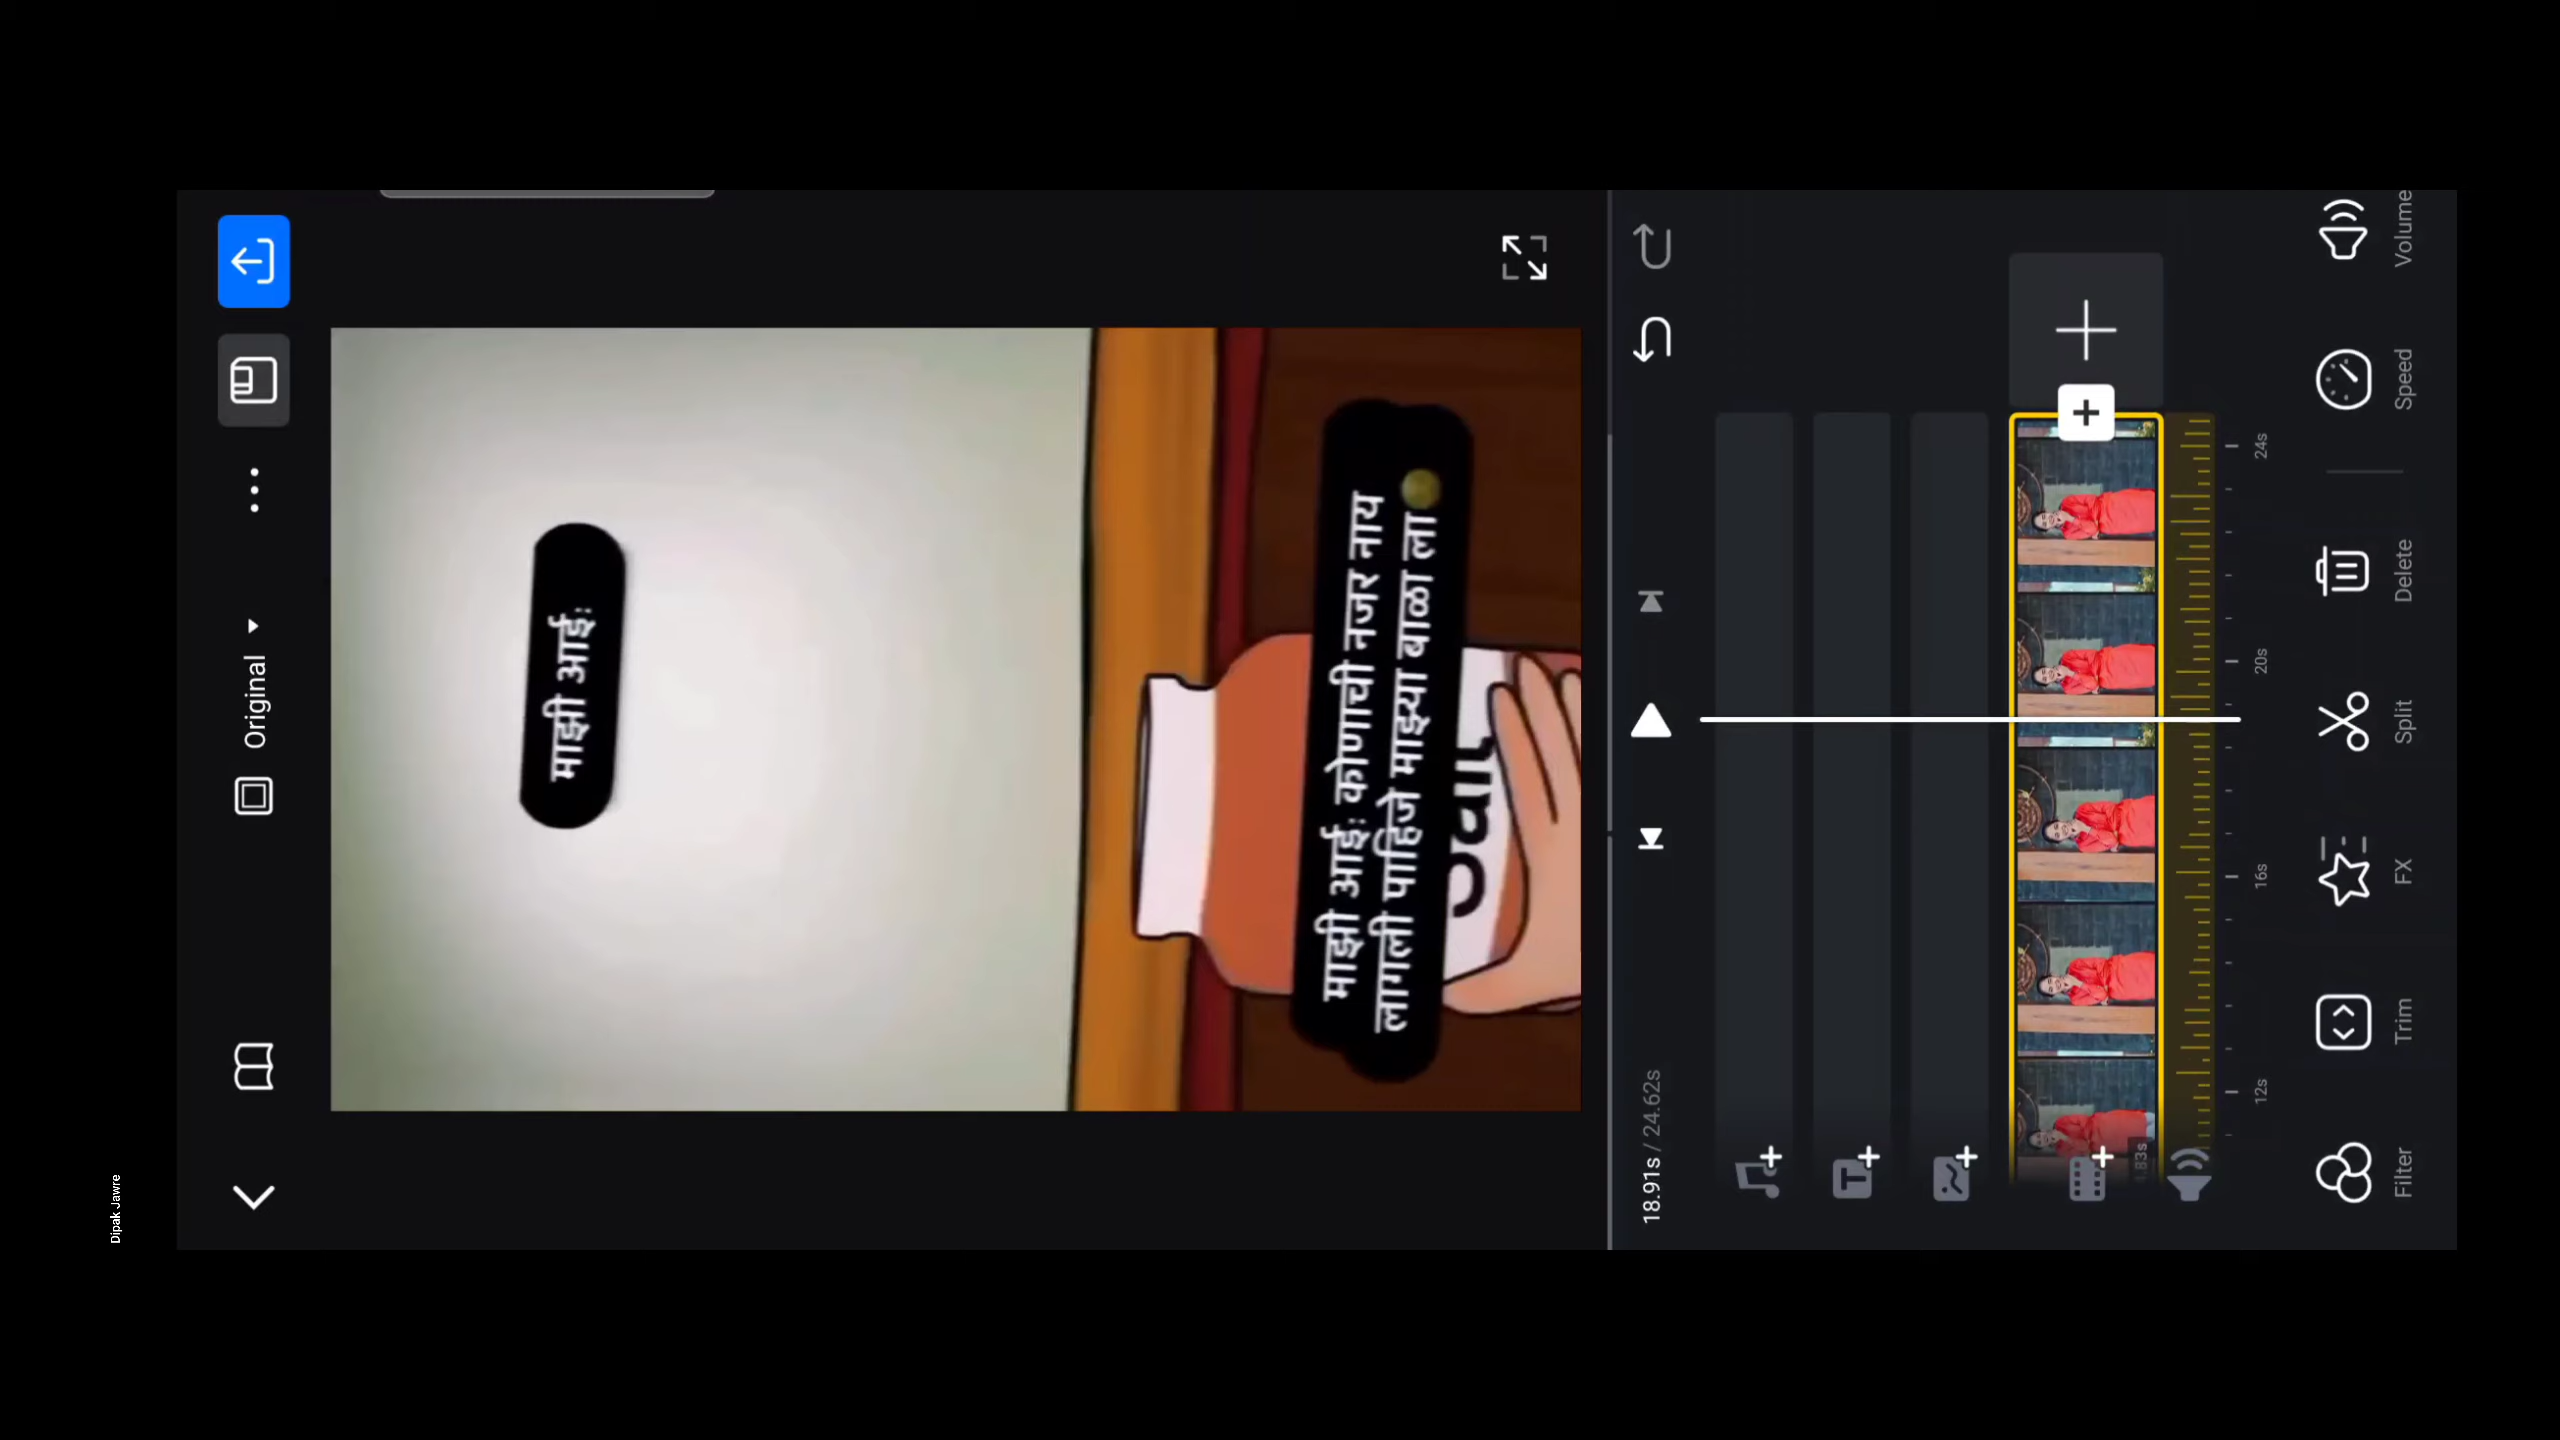 Original
माझी आई:
माझी आई: कोणाची नजर नाय
लागली पाहिजे माझ्या बाळा ला
18.91s / 24.62s
12s
16s
20s
24s
Filter
Trim
FX
Split
Delete
Speed
Volume
Dipak Jawre